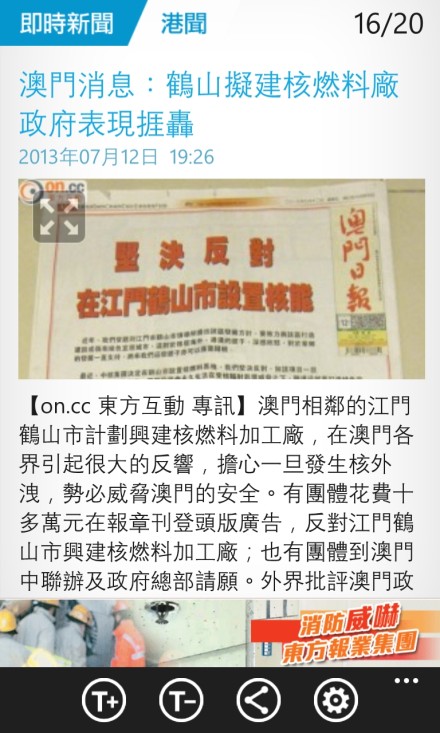 即時新聞
港聞
16/20
澳門消息：鶴山擬建核燃料廠
政府表現捱轟
2013年07月12日 19:26
on.cc
堅決反對
在江門鶴山市設置核能
澳門日報
【on.cc 東方互動 專訊】澳門相鄰的江門
鶴山市計劃興建核燃料加工廠，在澳門各
界引起很大的反響，擔心一旦發生核外
洩，勢必威脅澳門的安全。有團體花費十
多萬元在報章刊登頭版廣告，反對江門鶴
山市興建核燃料加工廠；也有團體到澳門
中聯辦及政府總部請願。外界批評澳門政
消防威嚇
東方報業集團
T+
T-